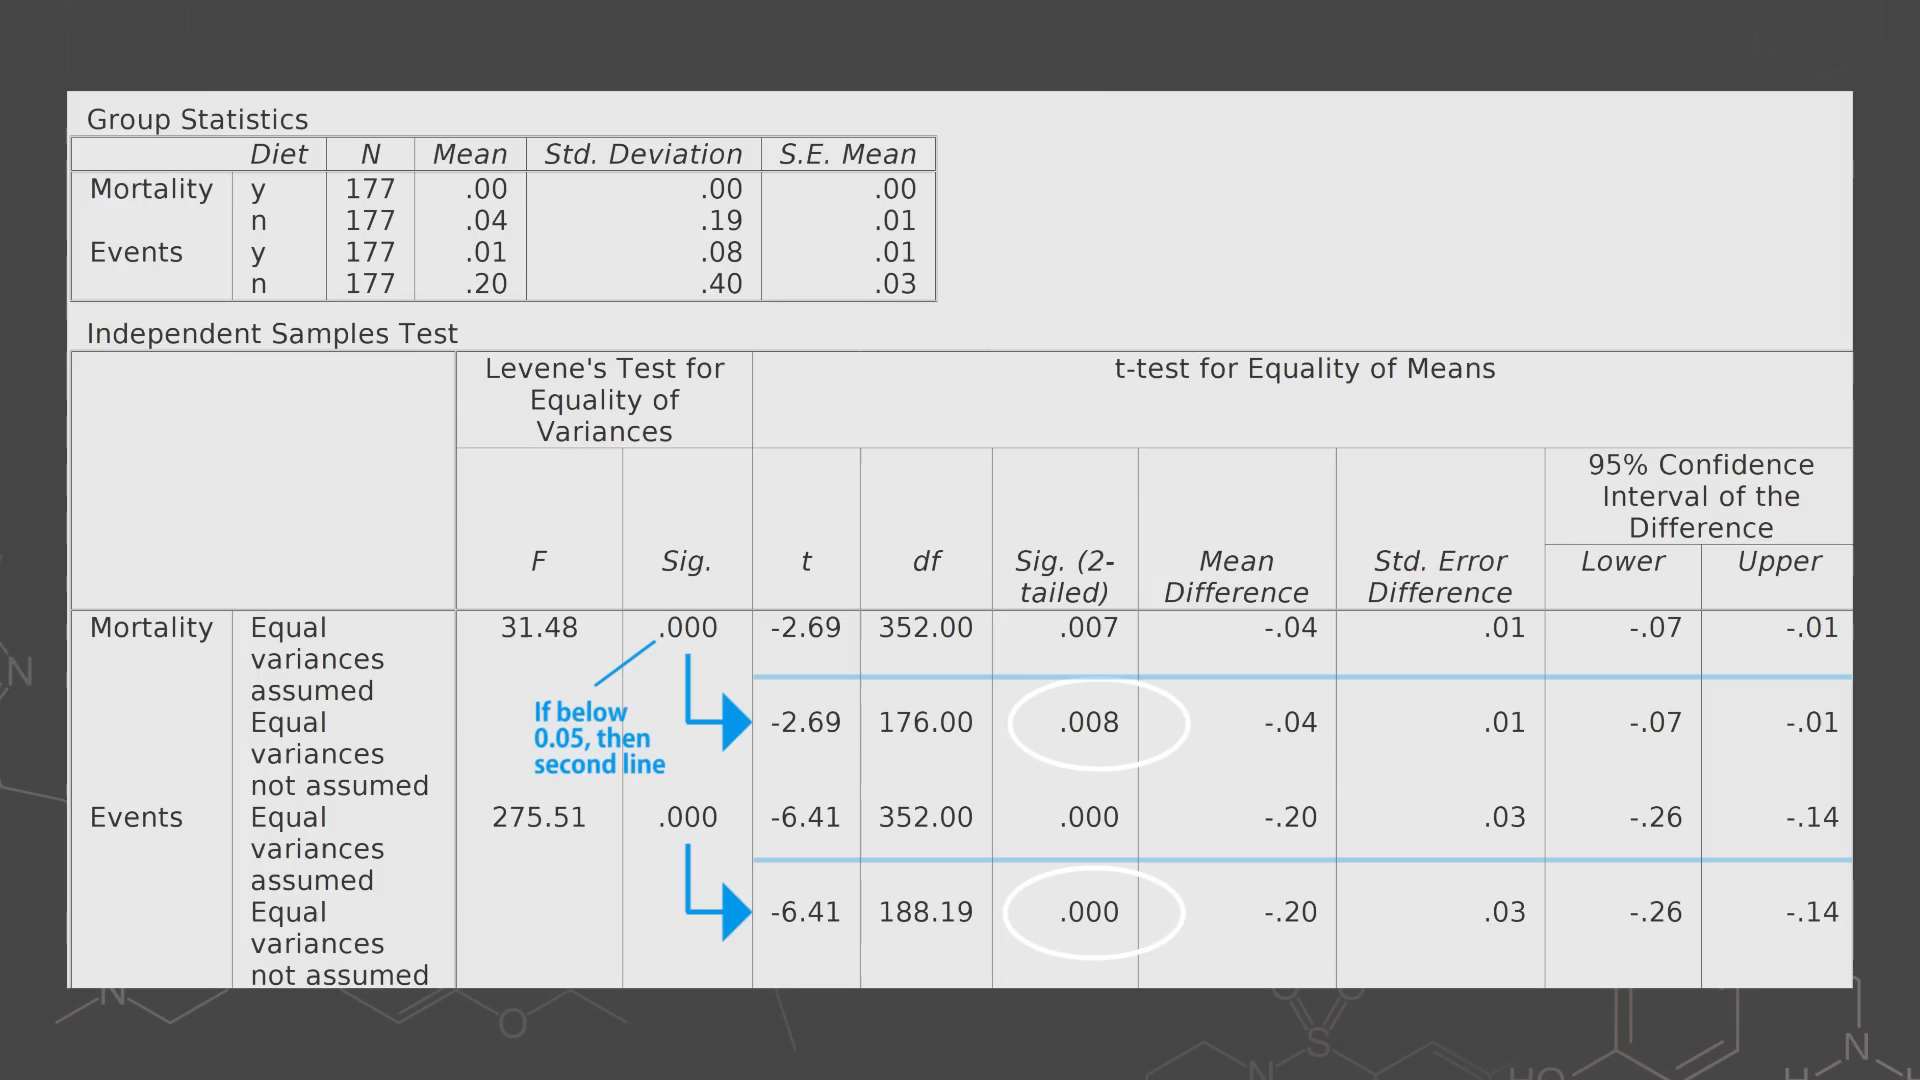 Group Statistics
Diet N Mean Std. Deviation S.E. Mean
Mortality y 177 .00 .00 .00
n 177 .04 .19 .01
Events y 177 .01 .08 .01
n 177 .20 .40 .03
Independent Samples Test
Levene's Test for Equality of Variances
t-test for Equality of Means
95% Confidence Interval of the Difference
F Sig. t df Sig. (2-tailed) Mean Difference Std. Error Difference Lower Upper
Mortality Equal variances assumed 31.48 .000 -2.69 352.00 .007 -.04 .01 -.07 -.01
If below
0.05, then
second line
Equal variances not assumed -2.69 176.00 .008 -.04 .01 -.07 -.01
Events Equal variances assumed 275.51 .000 -6.41 352.00 .000 -.20 .03 -.26 -.14
Equal variances not assumed -6.41 188.19 .000 -.20 .03 -.26 -.14
N
N
O
N
S
HO
N
H